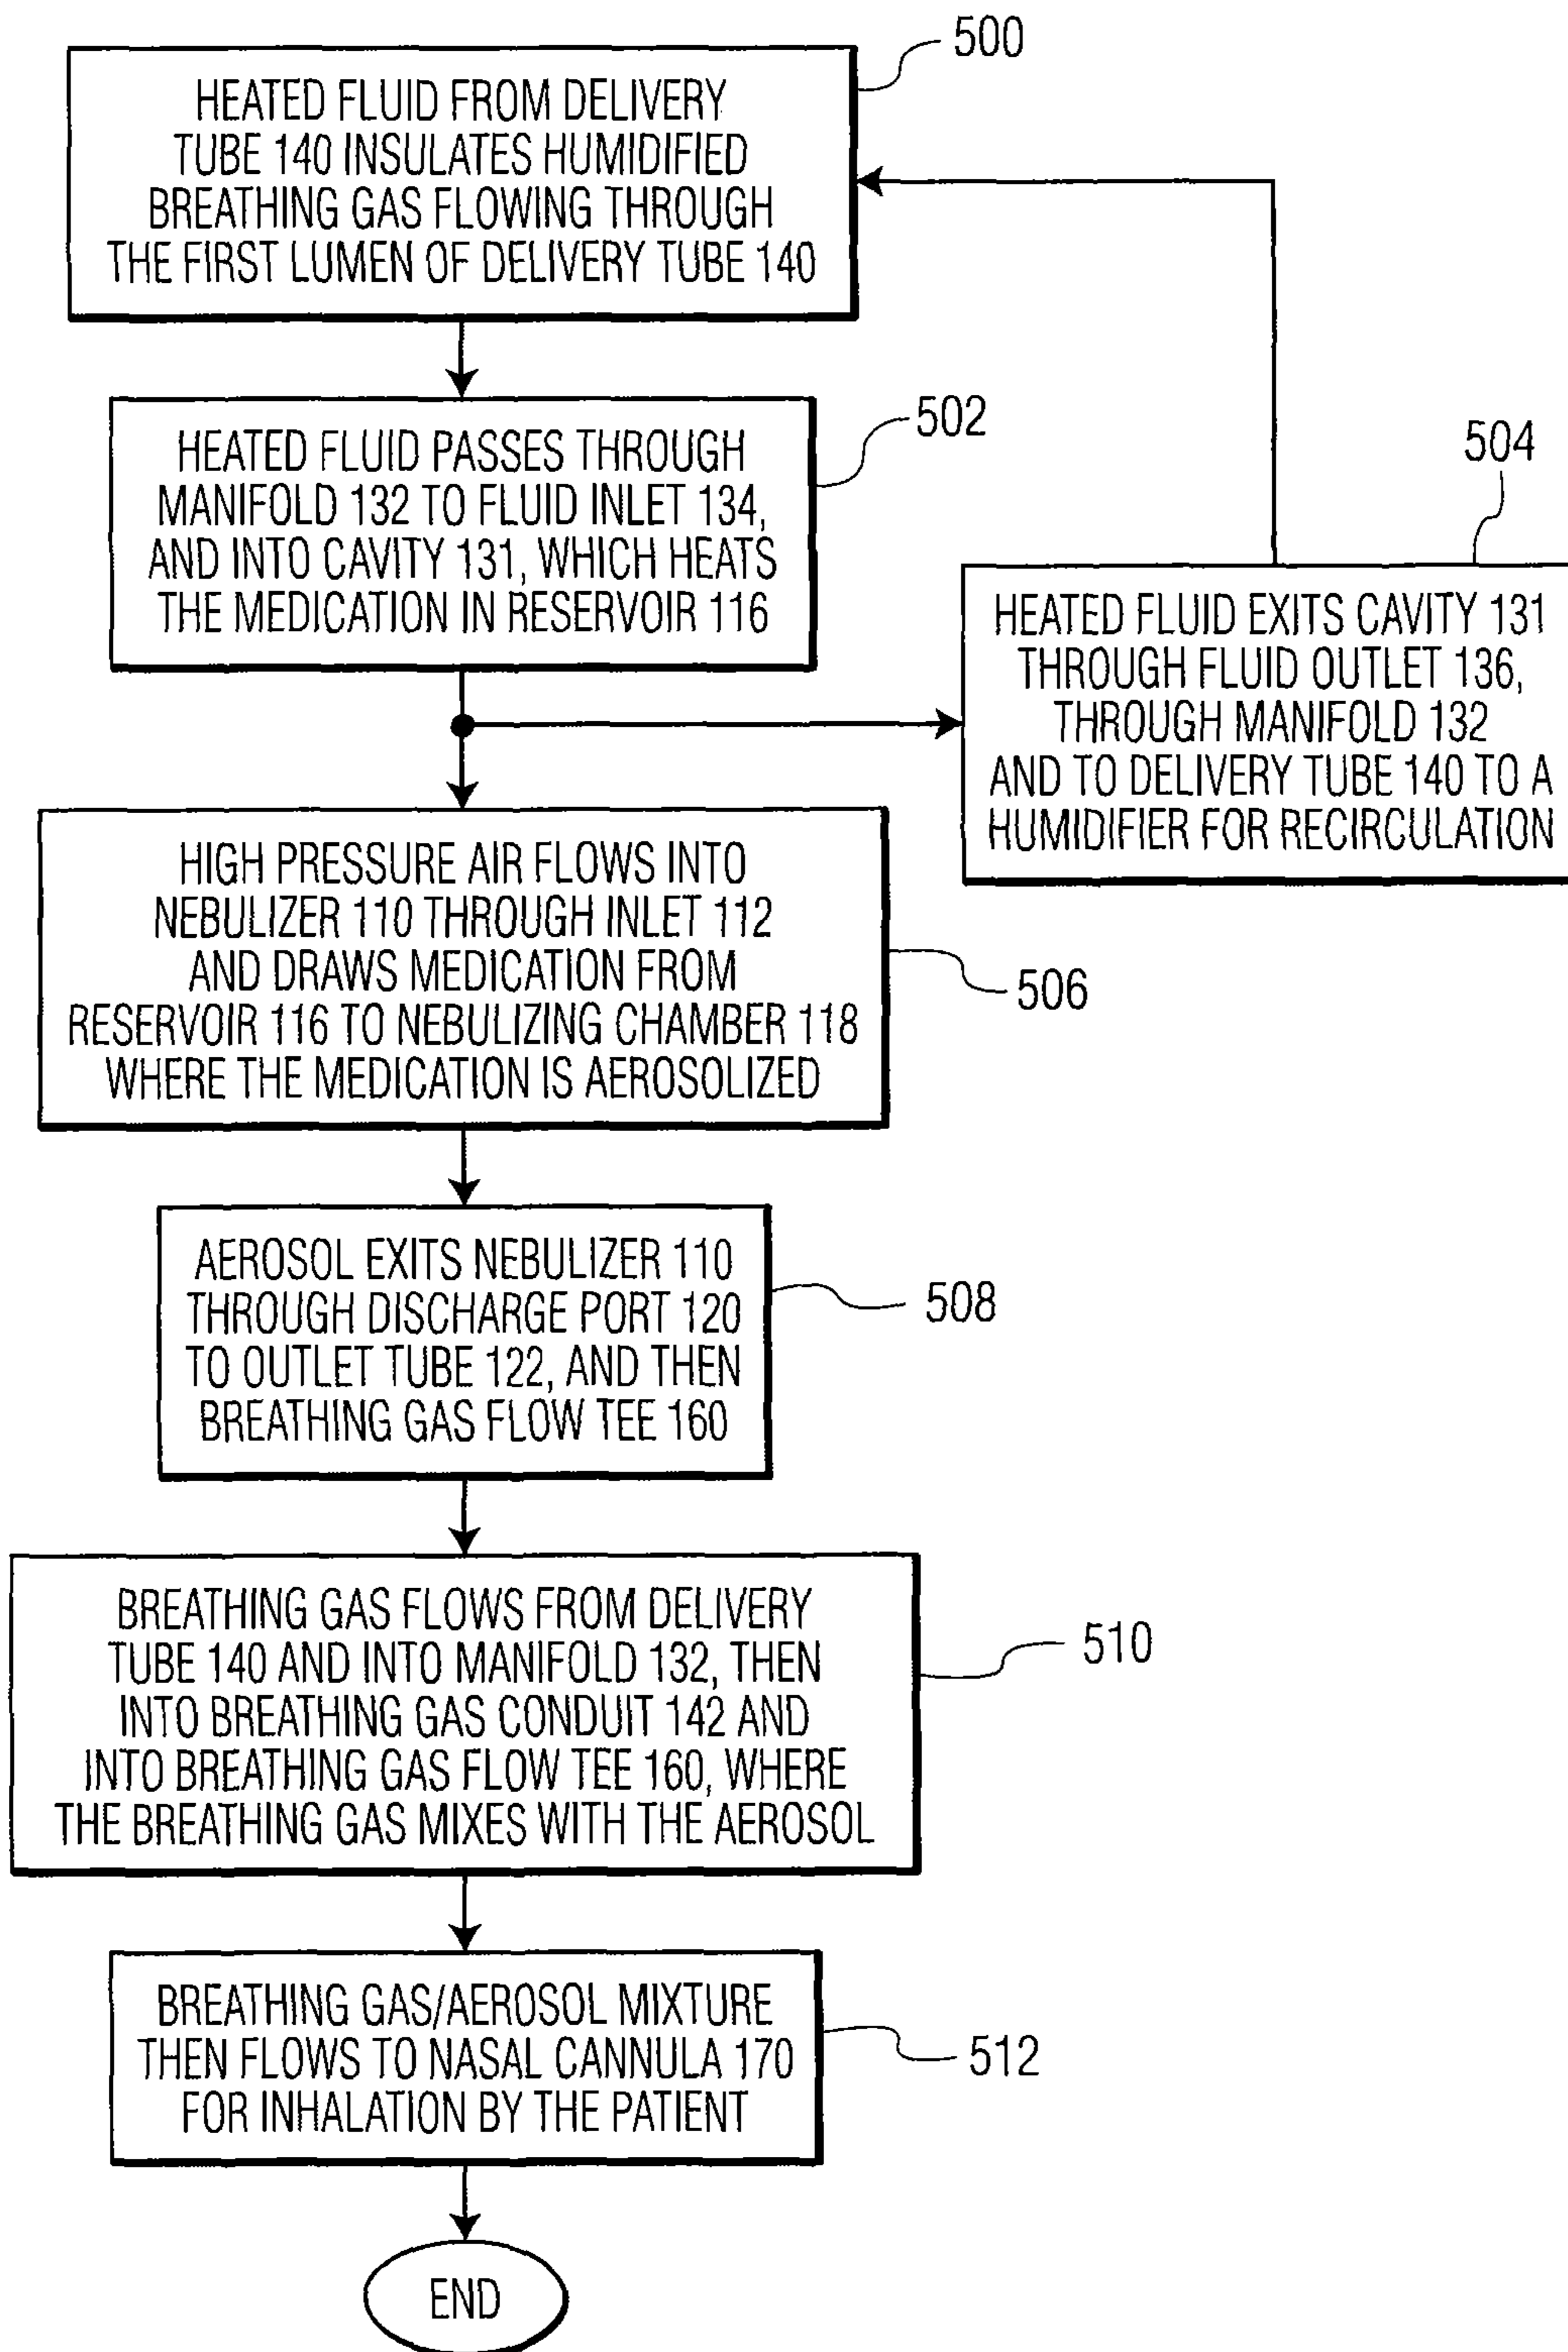 500
HEATED FLUID FROM DELIVERY
TUBE 140 INSULATES HUMIDIFIED
BREATHING GAS FLOWING THROUGH
THE FIRST LUMEN OF DELIVERY TUBE 140
502
HEATED FLUID PASSES THROUGH
MANIFOLD 132 TO FLUID INLET 134,
AND INTO CAVITY 131, WHICH HEATS
THE MEDICATION IN RESERVOIR 116
504
HEATED FLUID EXITS CAVITY 131
THROUGH FLUID OUTLET 136,
THROUGH MANIFOLD 132
AND TO DELIVERY TUBE 140 TO A
HUMIDIFIER FOR RECIRCULATION
HIGH PRESSURE AIR FLOWS INTO
NEBULIZER 110 THROUGH INLET 112
AND DRAWS MEDICATION FROM
RESERVOIR 116 TO NEBULIZING CHAMBER 118
WHERE THE MEDICATION IS AEROSOLIZED
506
AEROSOL EXITS NEBULIZER 110
THROUGH DISCHARGE PORT 120
TO OUTLET TUBE 122, AND THEN
BREATHING GAS FLOW TEE 160
508
BREATHING GAS FLOWS FROM DELIVERY
TUBE 140 AND INTO MANIFOLD 132, THEN
INTO BREATHING GAS CONDUIT 142 AND
INTO BREATHING GAS FLOW TEE 160, WHERE
THE BREATHING GAS MIXES WITH THE AEROSOL
510
BREATHING GAS/AEROSOL MIXTURE
THEN FLOWS TO NASAL CANNULA 170
FOR INHALATION BY THE PATIENT
512
END